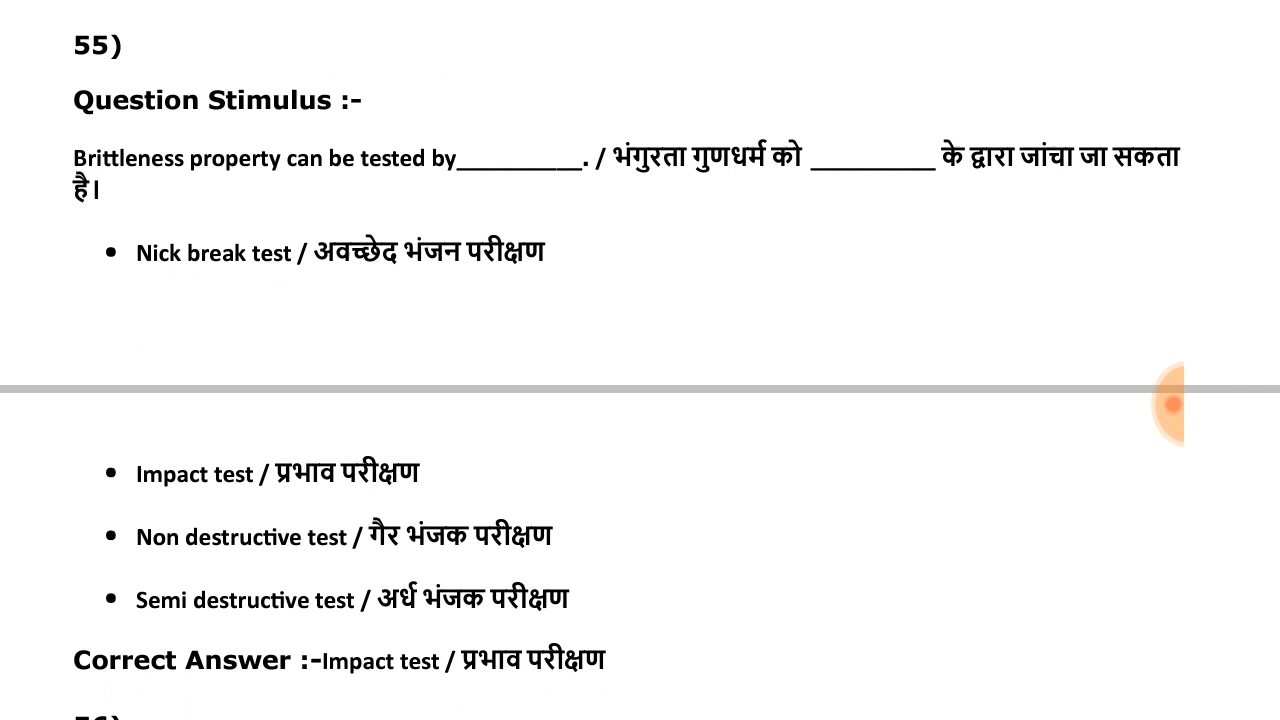 55)
Question Stimulus :-
Brittleness property can be tested by__________. / भंगुरता गुणधर्म को __________ के द्वारा जांचा जा सकता
है।
• Nick break test / अवच्छेद भंजन परीक्षण
• Impact test / प्रभाव परीक्षण
• Non destructive test / गैर भंजक परीक्षण
• Semi destructive test / अर्ध भंजक परीक्षण
Correct Answer :-Impact test / प्रभाव परीक्षण